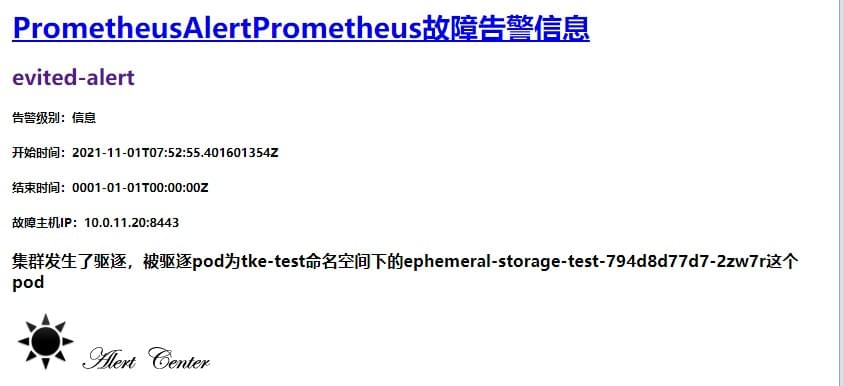 PrometheusAlertPrometheus故障告警信息
evited-alert
告警级别：信息
开始时间：2021-11-01T07:52:55.401601354Z
结束时间：0001-01-01T00:00:00Z
故障主机IP：10.0.11.20:8443
集群发生了驱逐，被驱逐pod为tke-test命名空间下的ephemeral-storage-test-794d8d77d7-2zw7r这个
pod
Alert Center